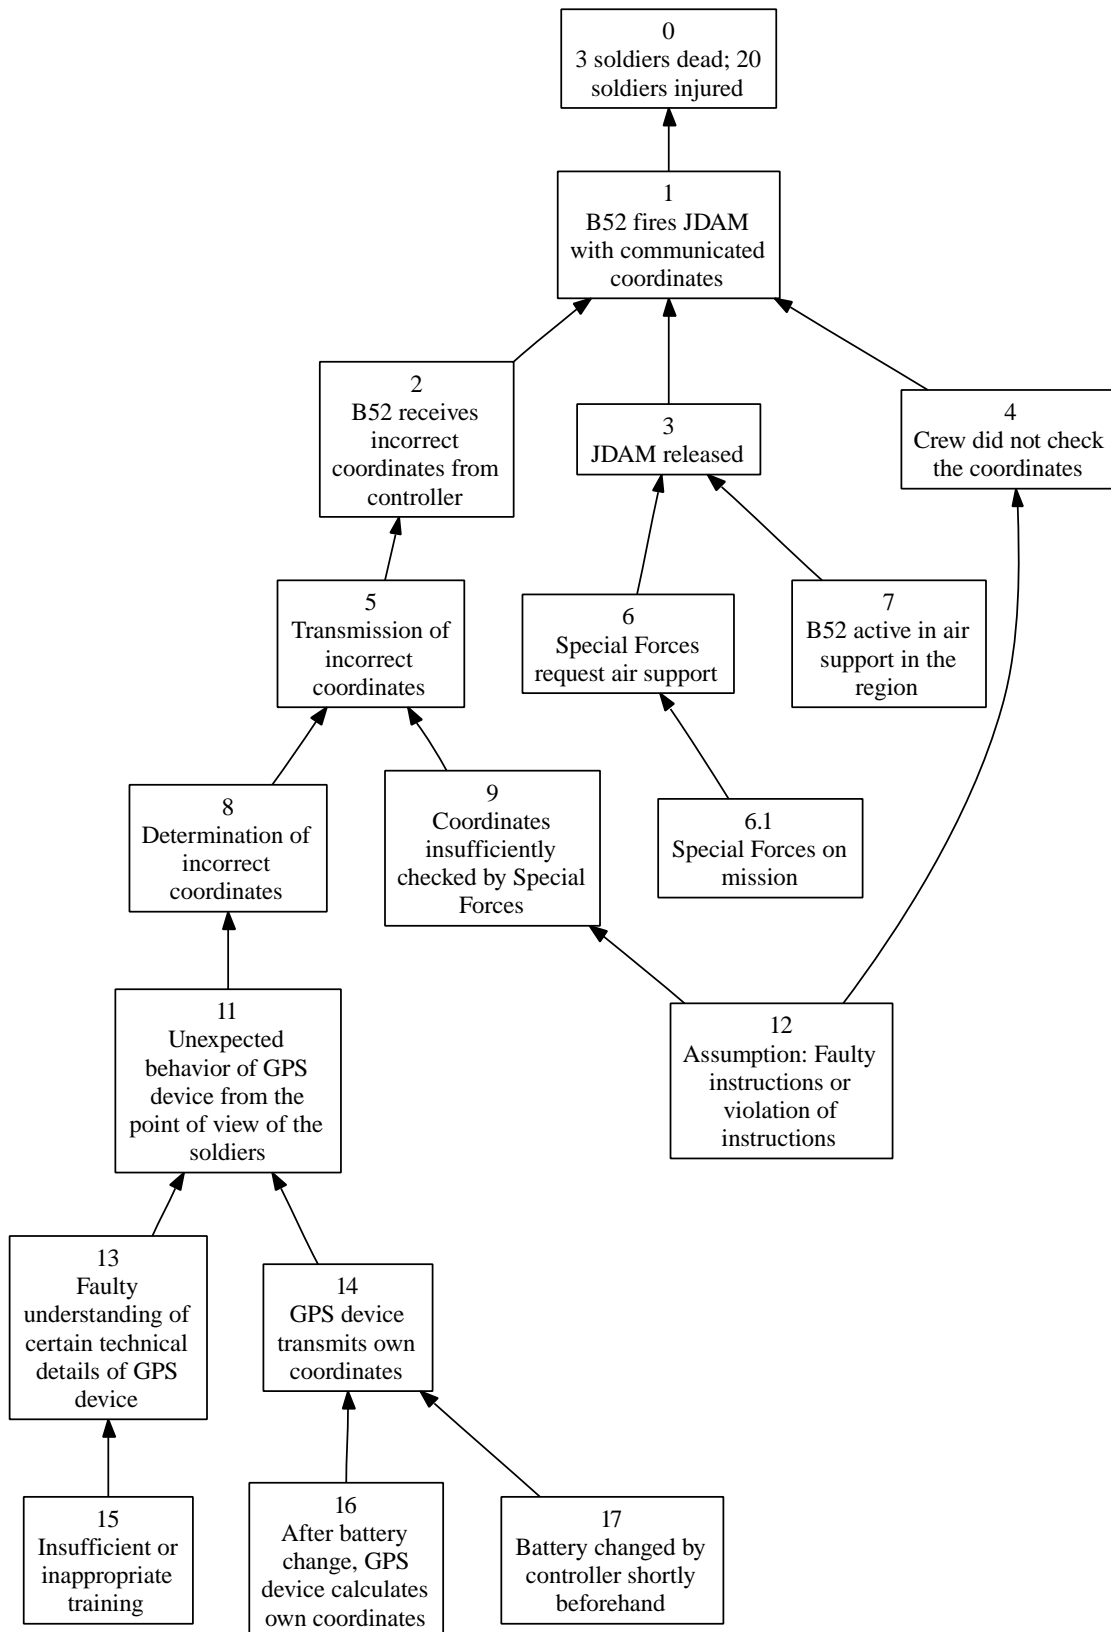 0
3 soldiers dead; 20
soldiers injured
1
B52 fires JDAM
with communicated
coordinates
2
B52 receives
incorrect
coordinates from
controller
3
JDAM released
4
Crew did not check
the coordinates
5
Transmission of
incorrect
coordinates
6
Special Forces
request air support
7
B52 active in air
support in the
region
8
Determination of
incorrect
coordinates
9
Coordinates
insufficiently
checked by Special
Forces
6.1
Special Forces on
mission
11
Unexpected
behavior of GPS
device from the
point of view of the
soldiers
12
Assumption: Faulty
instructions or
violation of
instructions
13
Faulty
understanding of
certain technical
details of GPS
device
14
GPS device
transmits own
coordinates
15
Insufficient or
inappropriate
training
16
After battery
change, GPS
device calculates
own coordinates
17
Battery changed by
controller shortly
beforehand